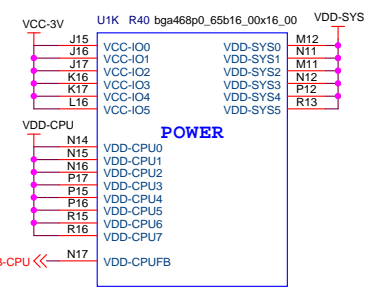 VCC-3V U1K R40 bga468p0_65b16_00x16_00 VDD-SYS
J15 VCC-IO0 VDD-SYS0 M12
J16 VCC-IO1 VDD-SYS1 N11
J17 VCC-IO2 VDD-SYS2 M11
K16 VCC-IO3 VDD-SYS3 N12
K17 VCC-IO4 VDD-SYS4 P12
L16 VCC-IO5 VDD-SYS5 R13
VDD-CPU
POWER
N14 VDD-CPU0
N15 VDD-CPU1
N16 VDD-CPU2
P17 VDD-CPU3
P15 VDD-CPU4
P16 VDD-CPU5
R15 VDD-CPU6
R16 VDD-CPU7
-CPU N17 VDD-CPUFB